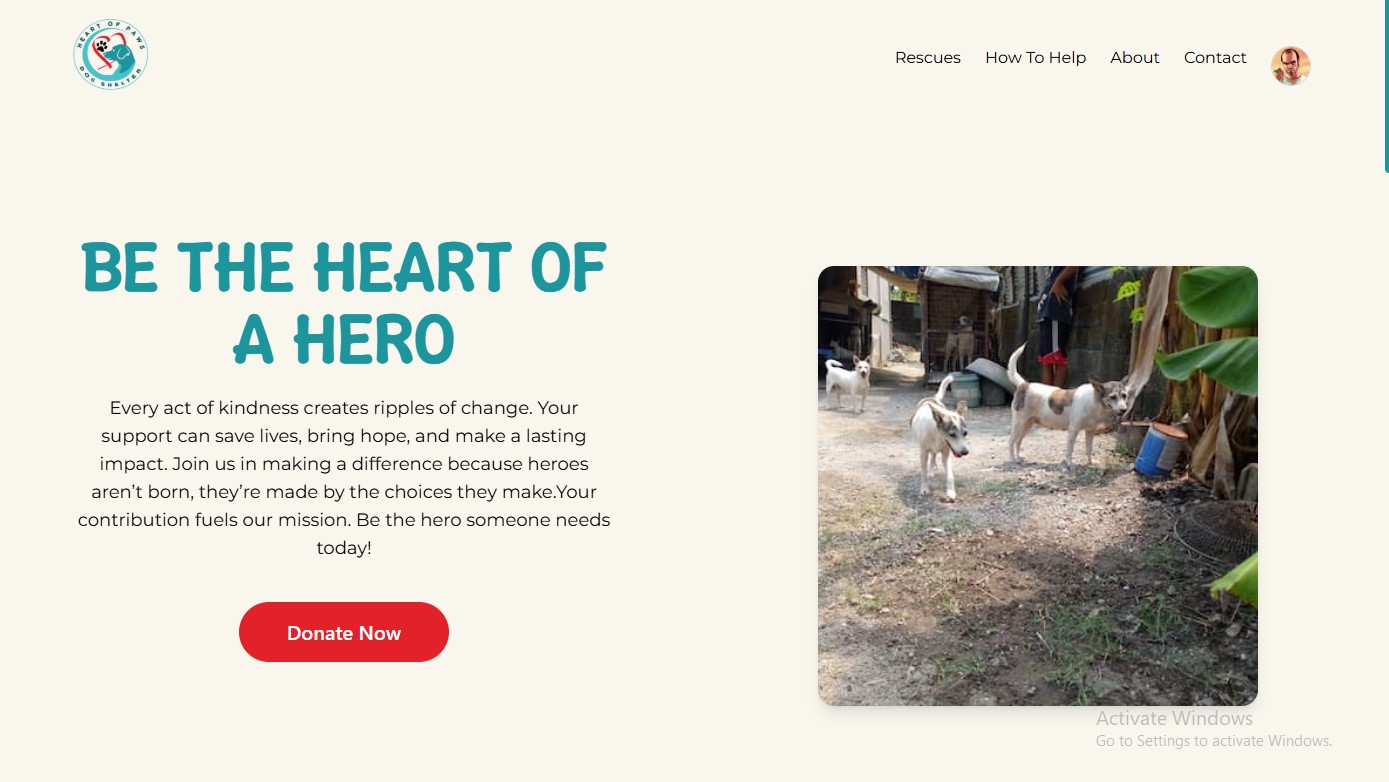 HEART OF PAWS
DOG SHELTER
Rescues How To Help About Contact
BE THE HEART OF
A HERO
Every act of kindness creates ripples of change. Your
support can save lives, bring hope, and make a lasting
impact. Join us in making a difference because heroes
aren’t born, they’re made by the choices they make.Your
contribution fuels our mission. Be the hero someone needs
today!
Donate Now
Activate Windows
Go to Settings to activate Windows.